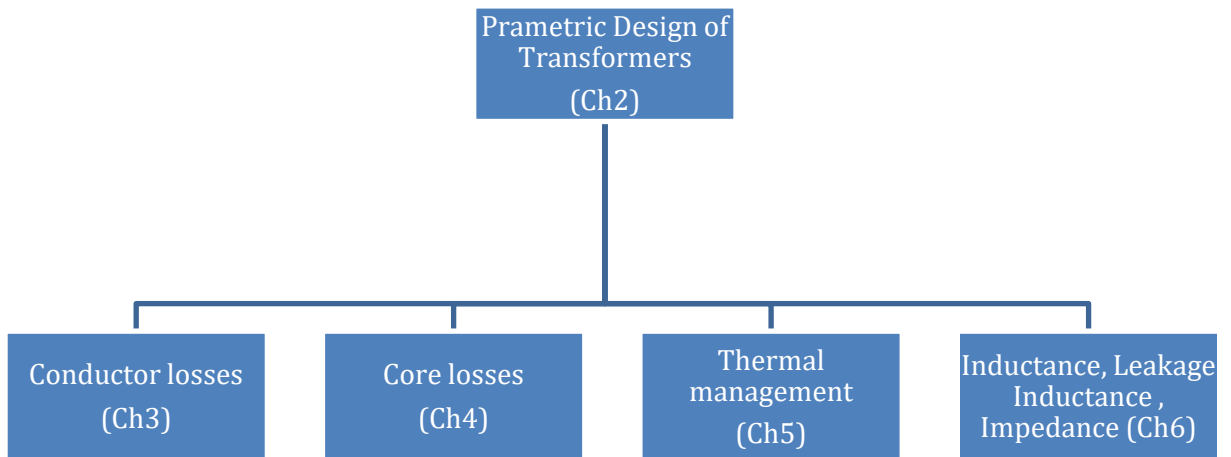 Prametric Design of
Transformers
(Ch2)
Conductor losses
(Ch3)
Core losses
(Ch4)
Thermal
management
(Ch5)
Inductance, Leakage
Inductance ,
Impedance (Ch6)